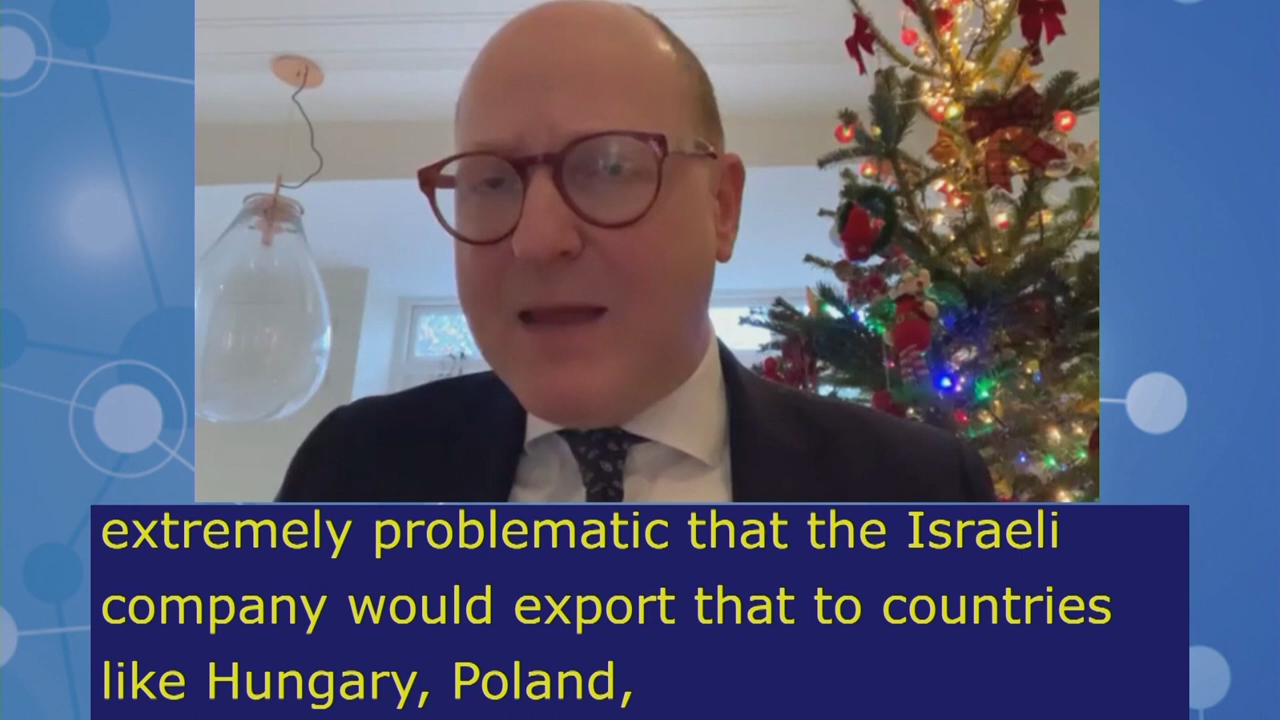 extremely problematic that the Israeli
company would export that to countries
like Hungary, Poland,